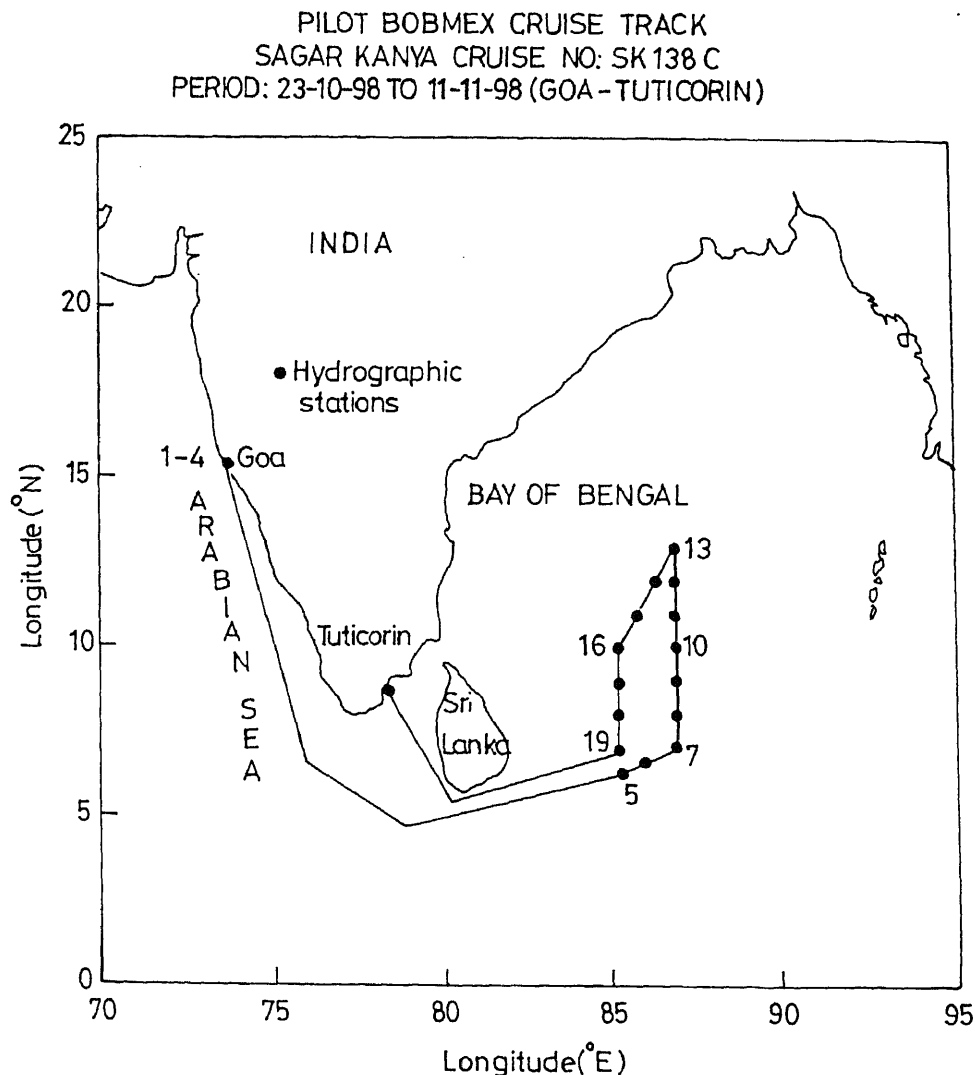 PILOT BOBMEX CRUISE TRACK
SAGAR KANYA CRUISE NO: SK 138 C
PERIOD: 23-10-98 TO 11-11-98 (GOA-TUTICORIN)
25
INDIA
20
Hydrographic
stations
1-4
Goa
15
BAY OF BENGAL
ARABIAN SEA
13
Longitude (°N)
Tuticorin
16
10
10
Sri
Lanka
19
7
5
5
0
70
75
80
85
90
95
Longitude(°E)